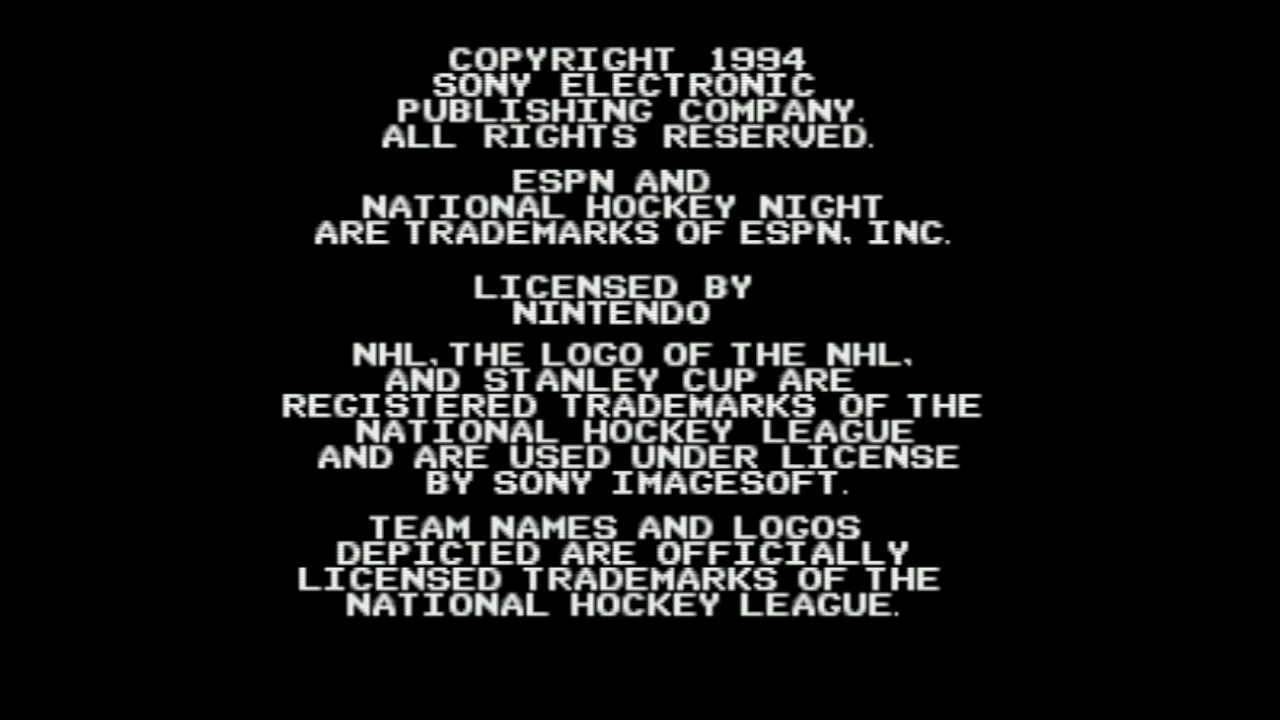 COPYRIGHT 1994
SONY ELECTRONIC
PUBLISHING COMPANY.
ALL RIGHTS RESERVED.
ESPN AND
NATIONAL HOCKEY NIGHT
ARE TRADEMARKS OF ESPN, INC.
LICENSED BY
NINTENDO
NHL, THE LOGO OF THE NHL,
AND STANLEY CUP ARE
REGISTERED TRADEMARKS OF THE
NATIONAL HOCKEY LEAGUE
AND ARE USED UNDER LICENSE
BY SONY IMAGESOFT.
TEAM NAMES AND LOGOS
DEPICTED ARE OFFICIALLY
LICENSED TRADEMARKS OF THE
NATIONAL HOCKEY LEAGUE.